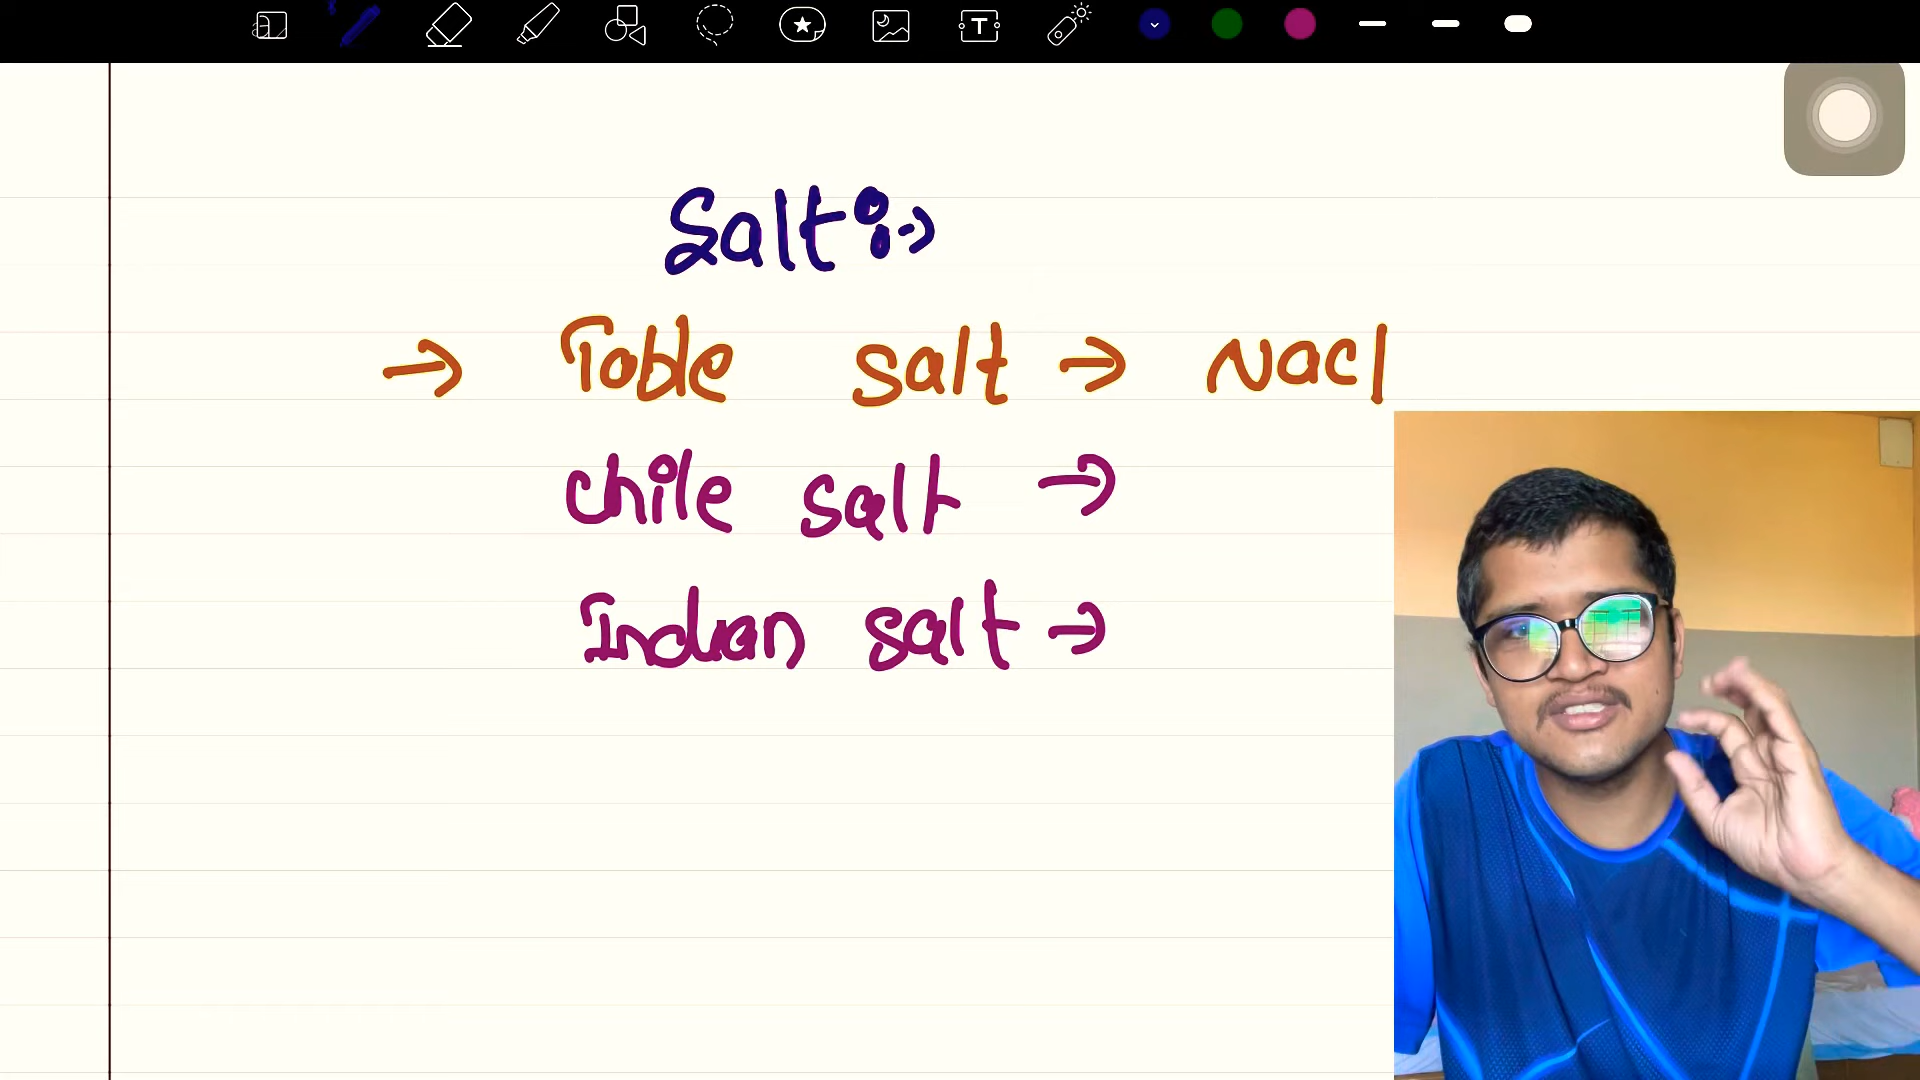 T
Salt :->
→ Table salt → Nacl
chile salt →
Indian salt →